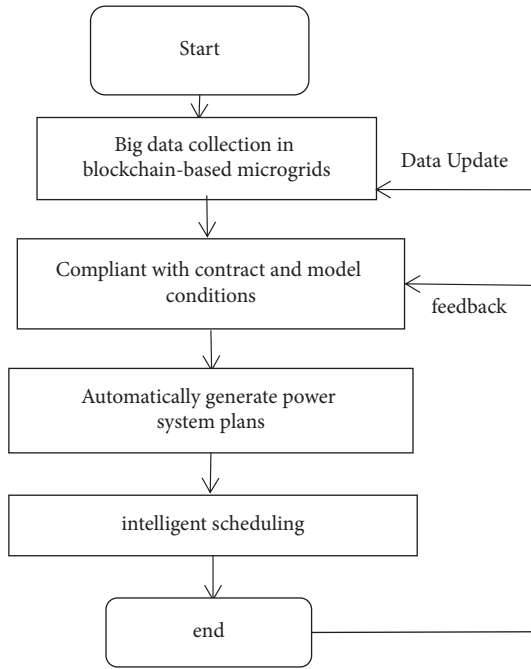 Start
Big data collection in
blockchain-based microgrids
Data Update
Compliant with contract and model
conditions
feedback
Automatically generate power
system plans
intelligent scheduling
end